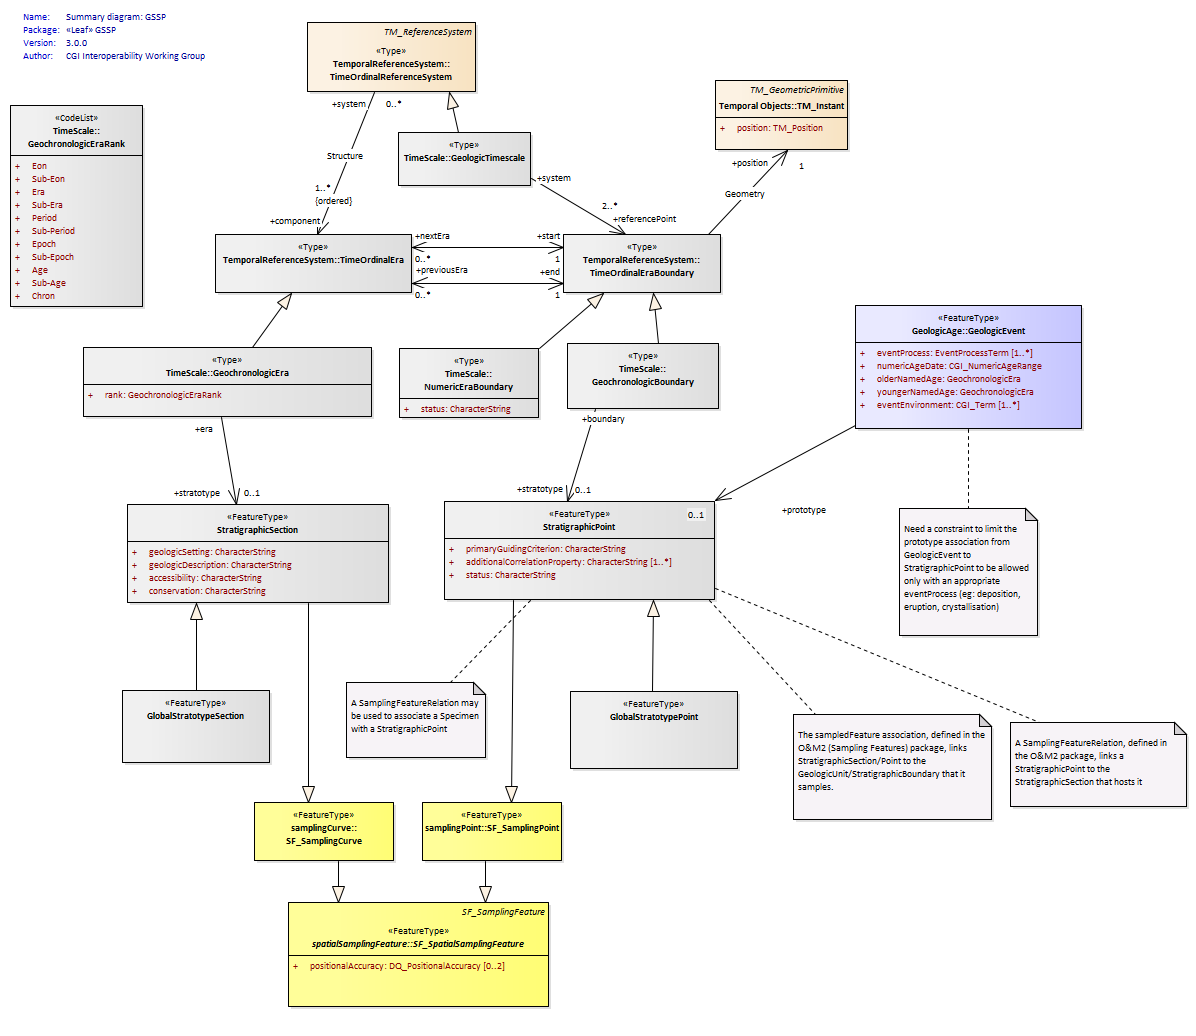 Name: Summary diagram: GSSP
Package: «Leaf» GSSP
Version: 3.0.0
Author: CGI Interoperability Working Group
TM_ReferenceSystem
«Type»
TemporalReferenceSystem::
TimeOrdinalReferenceSystem
TM_GeometricPrimitive
Temporal Objects::TM_Instant
+ position: TM_Position
«CodeList»
TimeScale::
GeochronologicEraRank
+ Eon
+ Sub-Eon
+ Era
+ Sub-Era
+ Period
+ Sub-Period
+ Epoch
+ Sub-Epoch
+ Age
+ Sub-Age
+ Chron
+system 0..*
Structure
1..*
{ordered}
+component
«Type»
TimeScale::GeologicTimescale
+system
2..*
+referencePoint
+position 1
Geometry
«Type»
TemporalReferenceSystem::TimeOrdinalEra
+nextEra +start
0..* 1
+previousEra +end
0..* 1
«Type»
TemporalReferenceSystem::
TimeOrdinalEraBoundary
«Type»
TimeScale::GeochronologicEra
+ rank: GeochronologicEraRank
«Type»
TimeScale::
NumericEraBoundary
+ status: CharacterString
«Type»
TimeScale::
GeochronologicBoundary
«FeatureType»
GeologicAge::GeologicEvent
+ eventProcess: EventProcessTerm [1..*]
+ numericAgeDate: CGI_NumericAgeRange
+ olderNamedAge: GeochronologicEra
+ youngerNamedAge: GeochronologicEra
+ eventEnvironment: CGI_Term [1..*]
+era
+stratotype 0..1
+boundary
+stratotype 0..1
+prototype
0..1
«FeatureType»
StratigraphicSection
+ geologicSetting: CharacterString
+ geologicDescription: CharacterString
+ accessibility: CharacterString
+ conservation: CharacterString
«FeatureType»
StratigraphicPoint
+ primaryGuidingCriterion: CharacterString
+ additionalCorrelationProperty: CharacterString [1..*]
+ status: CharacterString
Need a constraint to limit the
prototype association from
GeologicEvent to
StratigraphicPoint to be allowed
only with an appropriate
eventProcess (eg: deposition,
eruption, crystallisation)
«FeatureType»
GlobalStratotypeSection
A SamplingFeatureRelation may
be used to associate a Specimen
with a StratigraphicPoint
«FeatureType»
GlobalStratotypePoint
The sampledFeature association, defined in the
O&M2 (Sampling Features) package, links
StratigraphicSection/Point to the
GeologicUnit/StratigraphicBoundary that it
samples.
A SamplingFeatureRelation, defined in
the O&M2 package, links a
StratigraphicPoint to the
StratigraphicSection that hosts it
«FeatureType»
samplingCurve::
SF_SamplingCurve
«FeatureType»
samplingPoint::SF_SamplingPoint
SF_SamplingFeature
«FeatureType»
spatialSamplingFeature::SF_SpatialSamplingFeature
+ positionalAccuracy: DQ_PositionalAccuracy [0..2]